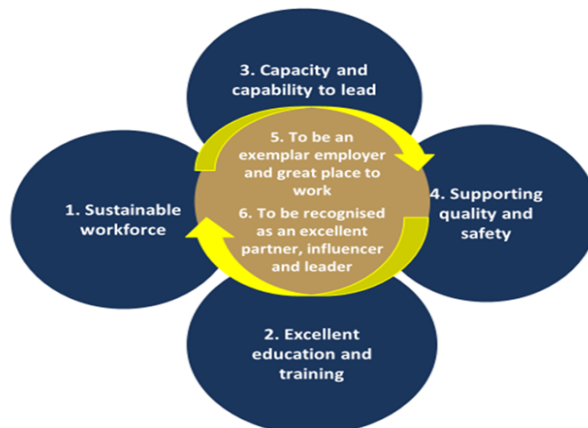 3. Capacity and
capability to lead
5. To be an
exemplar employer
and great place to
work
6. To be recognised
as an excellent
partner, influencer
and leader
1. Sustainable
workforce
4. Supporting
quality and
safety
2. Excellent
education and
training